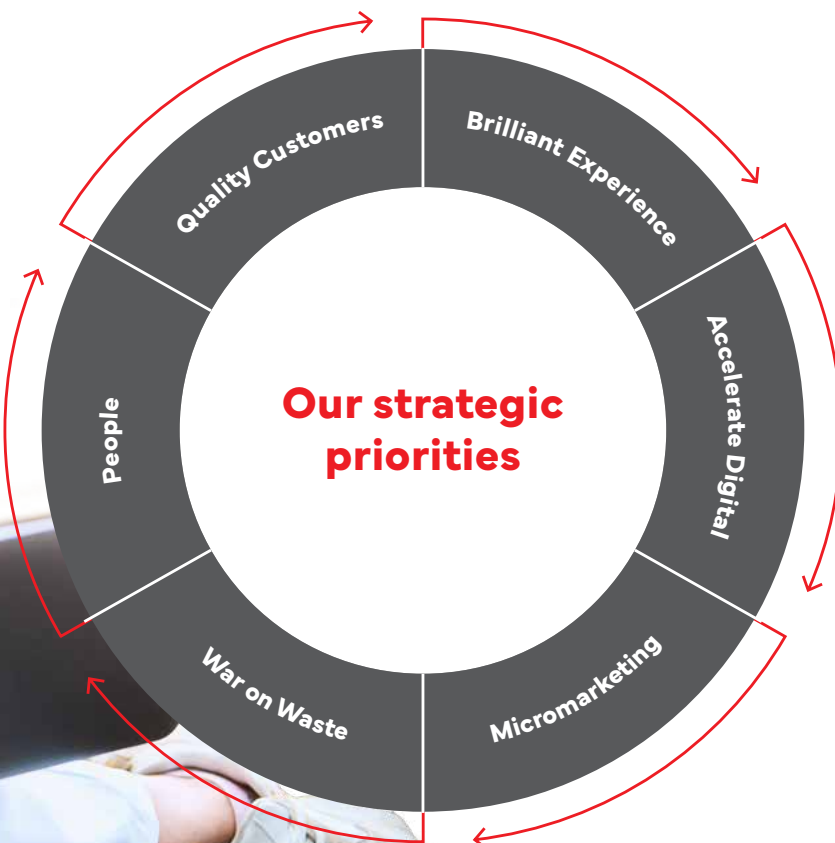 Our strategic
priorities
Brilliant Experience
Accelerate Digital
Micromarketing
War on Waste
People
Quality Customers